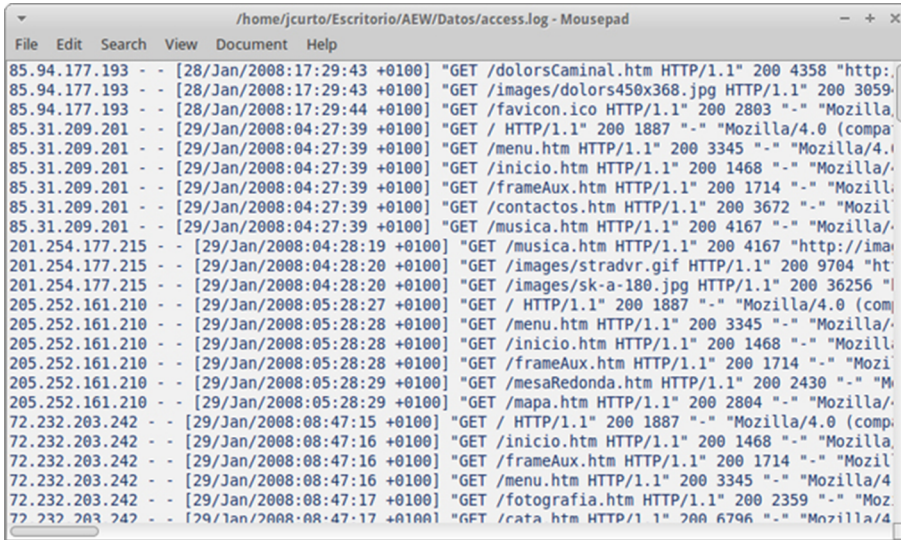 /home/jcurto/Escritorio/AEW/Datos/access.log - Mousepad
File Edit Search View Document Help
85.94.177.193 - - [28/Jan/2008:17:29:43 +0100] "GET /dolorsCaminal.htm HTTP/1.1" 200 4358 "http:/
85.94.177.193 - - [28/Jan/2008:17:29:43 +0100] "GET /images/dolors450x368.jpg HTTP/1.1" 200 3059
85.94.177.193 - - [28/Jan/2008:17:29:44 +0100] "GET /favicon.ico HTTP/1.1" 200 2803 "-" "Mozilla
85.31.209.201 - - [29/Jan/2008:04:27:39 +0100] "GET / HTTP/1.1" 200 1887 "-" "Mozilla/4.0 (compa
85.31.209.201 - - [29/Jan/2008:04:27:39 +0100] "GET /menu.htm HTTP/1.1" 200 3345 "-" "Mozilla/4.
85.31.209.201 - - [29/Jan/2008:04:27:39 +0100] "GET /inicio.htm HTTP/1.1" 200 1468 "-" "Mozilla/
85.31.209.201 - - [29/Jan/2008:04:27:39 +0100] "GET /frameAux.htm HTTP/1.1" 200 1714 "-" "Mozill
85.31.209.201 - - [29/Jan/2008:04:27:39 +0100] "GET /contactos.htm HTTP/1.1" 200 3672 "-" "Mozil
85.31.209.201 - - [29/Jan/2008:04:27:39 +0100] "GET /musica.htm HTTP/1.1" 200 4167 "-" "Mozilla/
201.254.177.215 - - [29/Jan/2008:04:28:19 +0100] "GET /musica.htm HTTP/1.1" 200 4167 "http://ima
201.254.177.215 - - [29/Jan/2008:04:28:20 +0100] "GET /images/stradvr.gif HTTP/1.1" 200 9704 "ht
201.254.177.215 - - [29/Jan/2008:04:28:20 +0100] "GET /images/sk-a-180.jpg HTTP/1.1" 200 36256 "
205.252.161.210 - - [29/Jan/2008:05:28:27 +0100] "GET / HTTP/1.1" 200 1887 "-" "Mozilla/4.0 (com
205.252.161.210 - - [29/Jan/2008:05:28:28 +0100] "GET /menu.htm HTTP/1.1" 200 3345 "-" "Mozilla/
205.252.161.210 - - [29/Jan/2008:05:28:28 +0100] "GET /inicio.htm HTTP/1.1" 200 1468 "-" "Mozill
205.252.161.210 - - [29/Jan/2008:05:28:28 +0100] "GET /frameAux.htm HTTP/1.1" 200 1714 "-" "Mozi
205.252.161.210 - - [29/Jan/2008:05:28:29 +0100] "GET /mesaRedonda.htm HTTP/1.1" 200 2430 "-" "M
205.252.161.210 - - [29/Jan/2008:05:28:29 +0100] "GET /mapa.htm HTTP/1.1" 200 2804 "-" "Mozilla/
72.232.203.242 - - [29/Jan/2008:08:47:15 +0100] "GET / HTTP/1.1" 200 1887 "-" "Mozilla/4.0 (comp
72.232.203.242 - - [29/Jan/2008:08:47:16 +0100] "GET /inicio.htm HTTP/1.1" 200 1468 "-" "Mozilla
72.232.203.242 - - [29/Jan/2008:08:47:16 +0100] "GET /frameAux.htm HTTP/1.1" 200 1714 "-" "Mozil
72.232.203.242 - - [29/Jan/2008:08:47:16 +0100] "GET /menu.htm HTTP/1.1" 200 3345 "-" "Mozilla/4
72.232.203.242 - - [29/Jan/2008:08:47:17 +0100] "GET /fotografia.htm HTTP/1.1" 200 2359 "-" "Moz
72.232.203.242 - - [29/Jan/2008:08:47:17 +0100] "GET /cata.htm HTTP/1.1" 200 6796 "-" "Mozilla/4